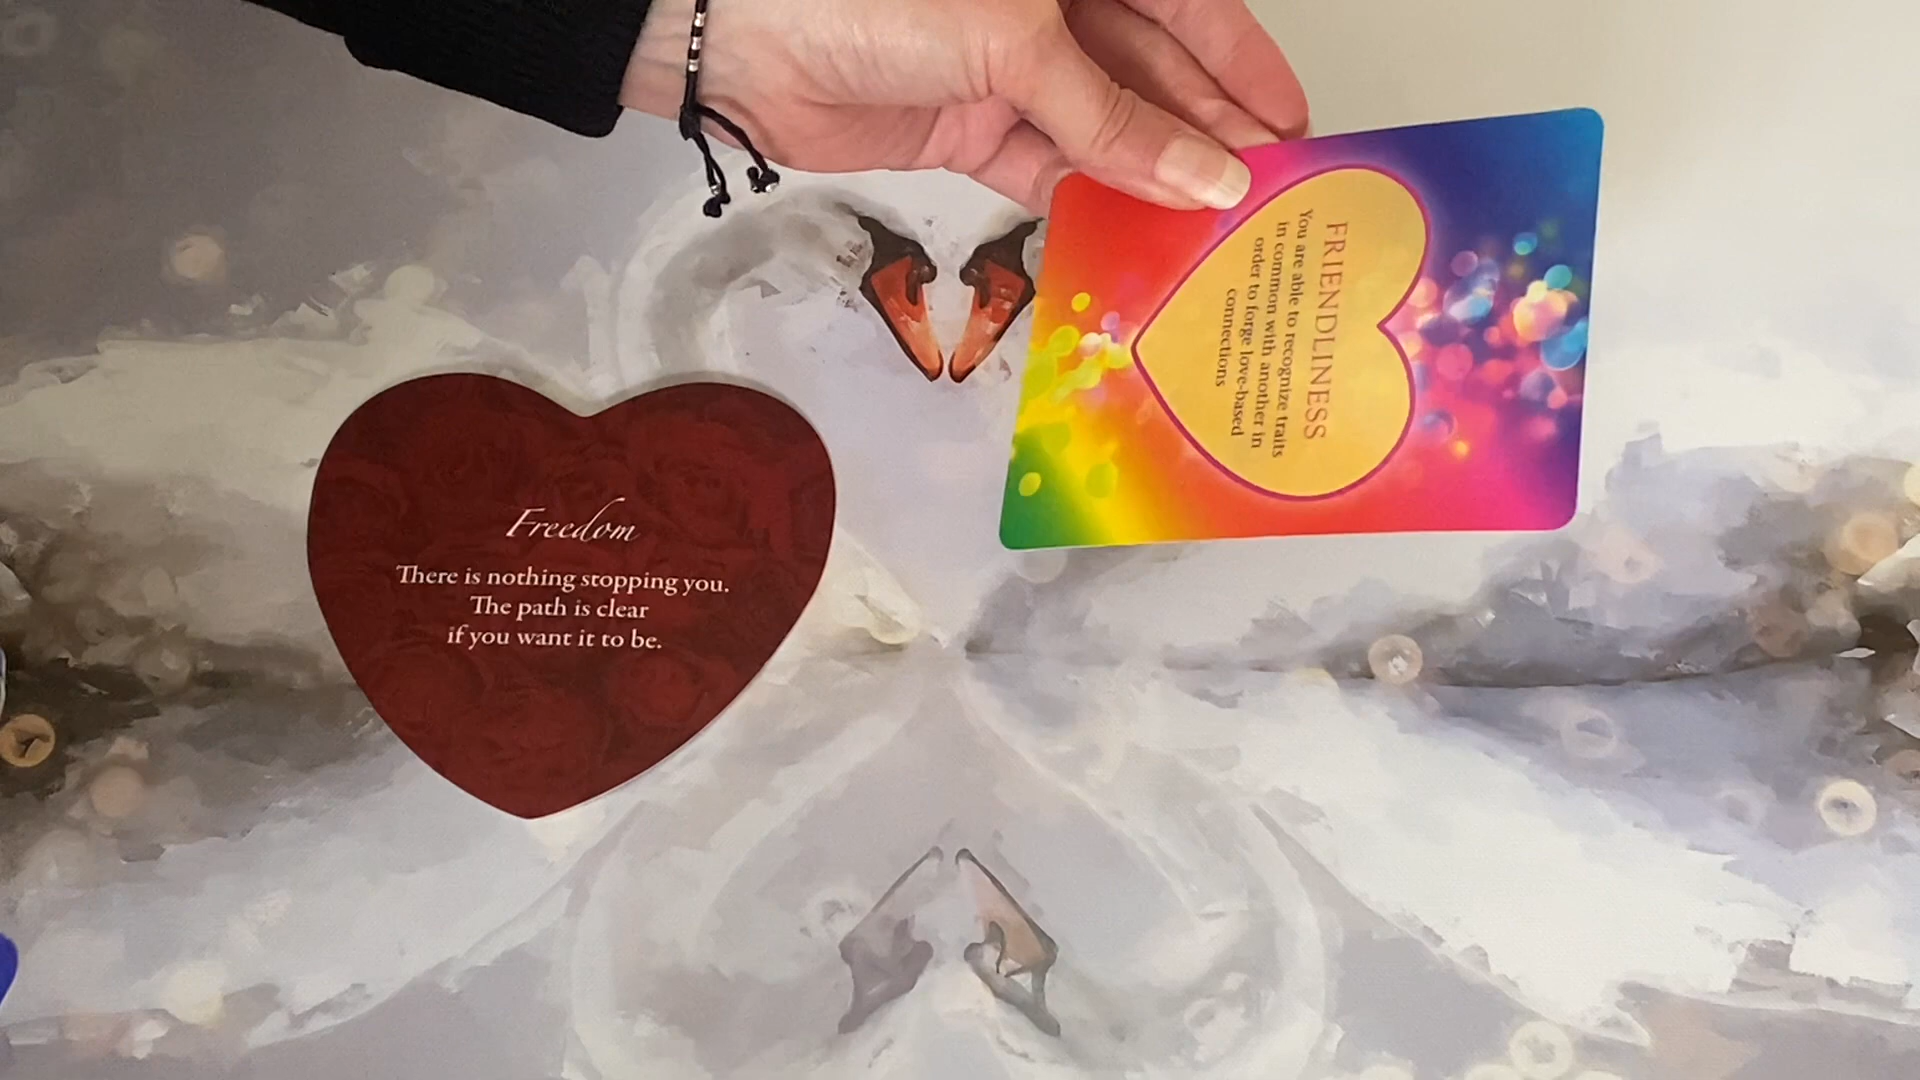 Freedom
There is nothing stopping you.
The path is clear
if you want it to be.
FRIENDLINESS
You are able to recognize traits
in common with another in
order to forge love-based
connections